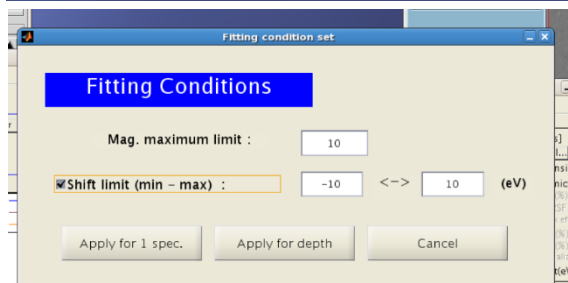 Fitting condition set
Fitting Conditions
Mag. maximum limit : 10
Shift limit (min - max) : -10 <-> 10 (eV)
Apply for 1 spec. Apply for depth Cancel